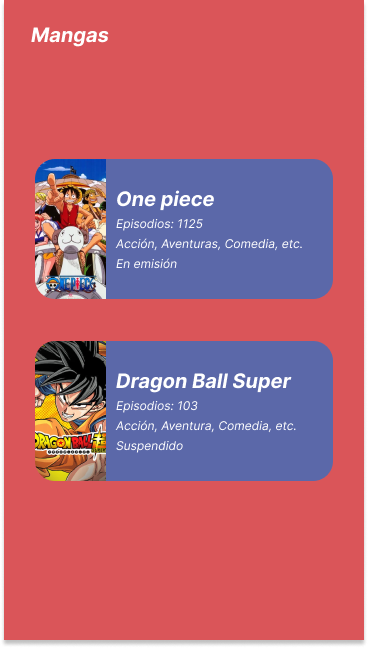 Mangas
One piece
Episodios: 1125
Acción, Aventuras, Comedia, etc.
En emisión
ONE PIECE
Dragon Ball Super
Episodios: 103
Acción, Aventura, Comedia, etc.
Suspendido
DRAGON BALL